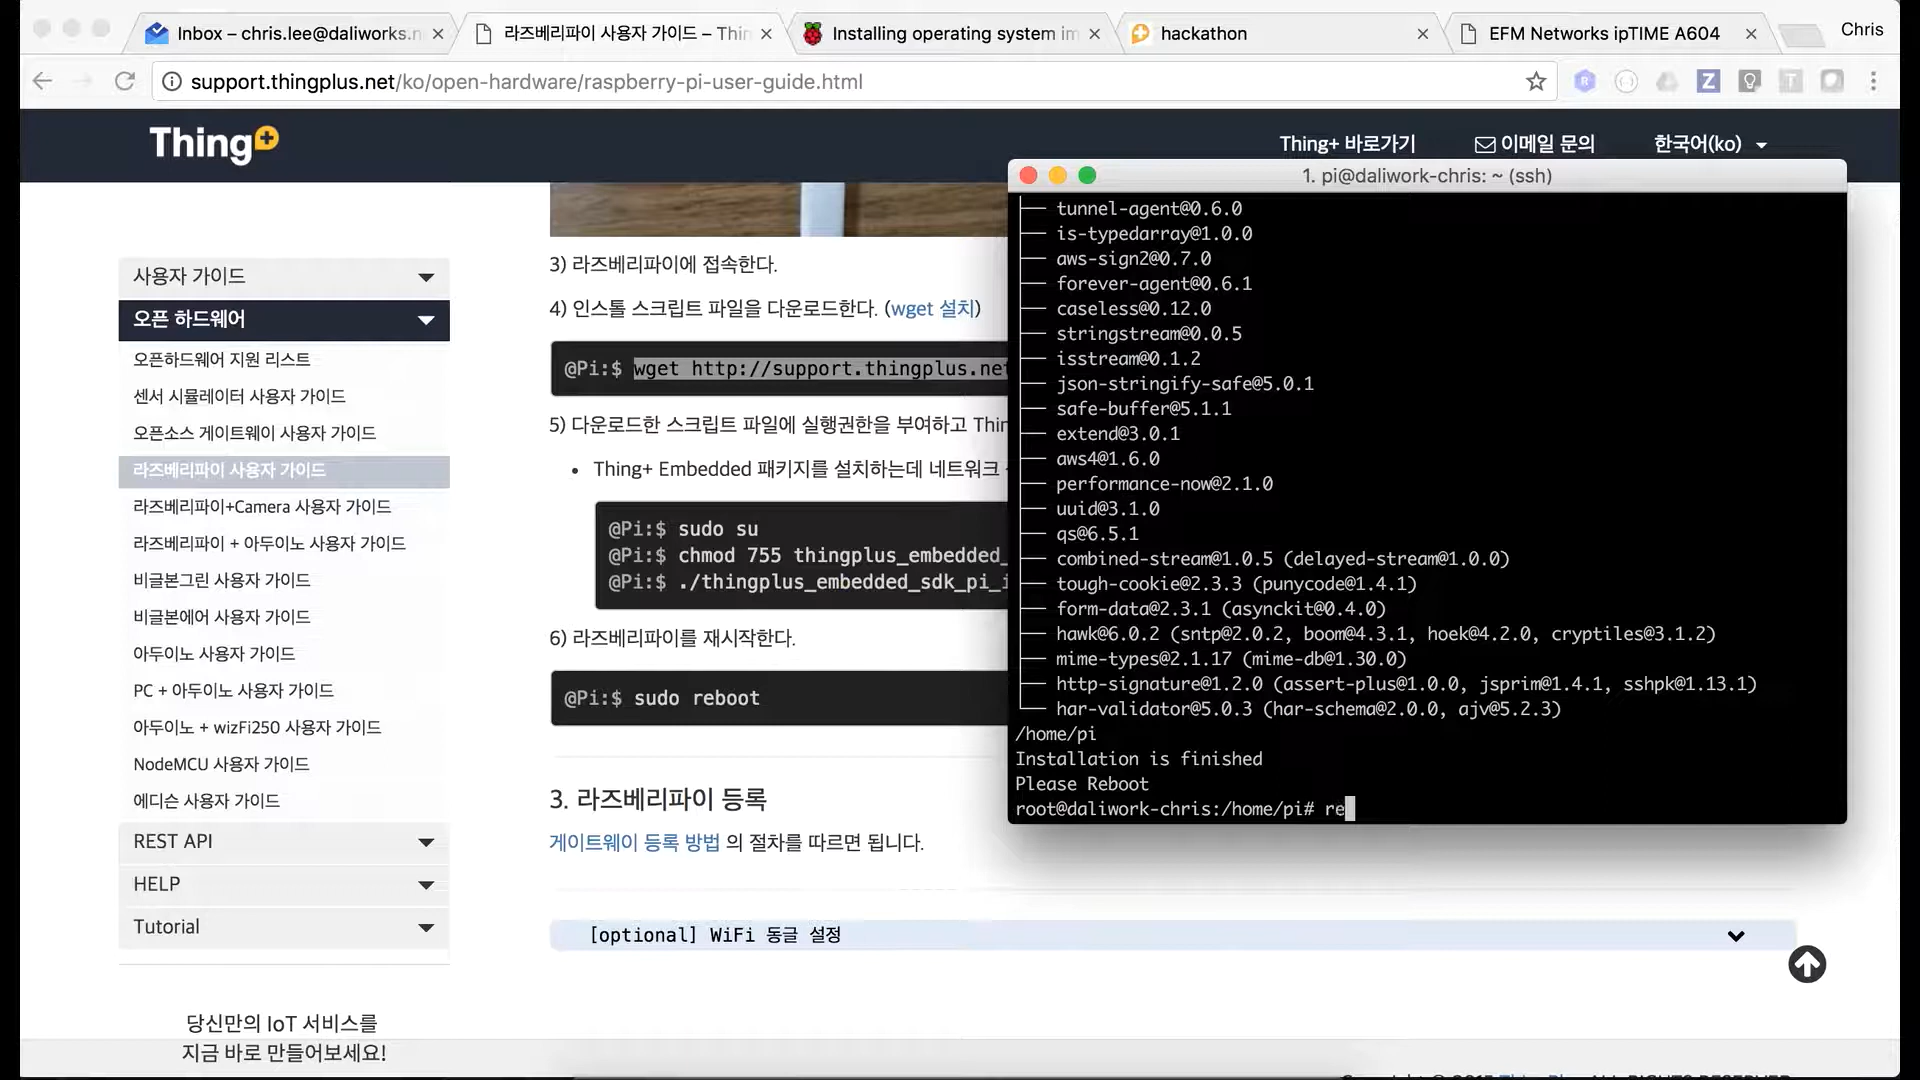 Inbox – chris.lee@daliworks.n
라즈베리파이 사용자 가이드 – Thin
Installing operating system im
hackathon
EFM Networks ipTIME A604
Chris
support.thingplus.net/ko/open-hardware/raspberry-pi-user-guide.html
Thing+
Thing+ 바로가기
이메일 문의
한국어(ko)
사용자 가이드
오픈 하드웨어
오픈하드웨어 지원 리스트
센서 시뮬레이터 사용자 가이드
오픈소스 게이트웨이 사용자 가이드
라즈베리파이 사용자 가이드
라즈베리파이+Camera 사용자 가이드
라즈베리파이 + 아두이노 사용자 가이드
비글본그린 사용자 가이드
비글본에어 사용자 가이드
아두이노 사용자 가이드
PC + 아두이노 사용자 가이드
아두이노 + wizFi250 사용자 가이드
NodeMCU 사용자 가이드
에디슨 사용자 가이드
REST API
HELP
Tutorial
당신만의 IoT 서비스를
지금 바로 만들어보세요!
3) 라즈베리파이에 접속한다.
4) 인스톨 스크립트 파일을 다운로드한다. (wget 설치)
@Pi:$ wget http://support.thingplus.net
5) 다운로드한 스크립트 파일에 실행권한을 부여하고 Thin
• Thing+ Embedded 패키지를 설치하는데 네트워크
@Pi:$ sudo su
@Pi:$ chmod 755 thingplus_embedded_
@Pi:$ ./thingplus_embedded_sdk_pi_i
6) 라즈베리파이를 재시작한다.
@Pi:$ sudo reboot
3. 라즈베리파이 등록
게이트웨이 등록 방법 의 절차를 따르면 됩니다.
[optional] WiFi 동글 설정
1. pi@daliwork-chris: ~ (ssh)
├── tunnel-agent@0.6.0
├── is-typedarray@1.0.0
├── aws-sign2@0.7.0
├── forever-agent@0.6.1
├── caseless@0.12.0
├── stringstream@0.0.5
├── isstream@0.1.2
├── json-stringify-safe@5.0.1
├── safe-buffer@5.1.1
├── extend@3.0.1
├── aws4@1.6.0
├── performance-now@2.1.0
├── uuid@3.1.0
├── qs@6.5.1
├── combined-stream@1.0.5 (delayed-stream@1.0.0)
├── tough-cookie@2.3.3 (punycode@1.4.1)
├── form-data@2.3.1 (asynckit@0.4.0)
├── hawk@6.0.2 (sntp@2.0.2, boom@4.3.1, hoek@4.2.0, cryptiles@3.1.2)
├── mime-types@2.1.17 (mime-db@1.30.0)
├── http-signature@1.2.0 (assert-plus@1.0.0, jsprim@1.4.1, sshpk@1.13.1)
└── har-validator@5.0.3 (har-schema@2.0.0, ajv@5.2.3)
/home/pi
Installation is finished
Please Reboot
root@daliwork-chris:/home/pi# re